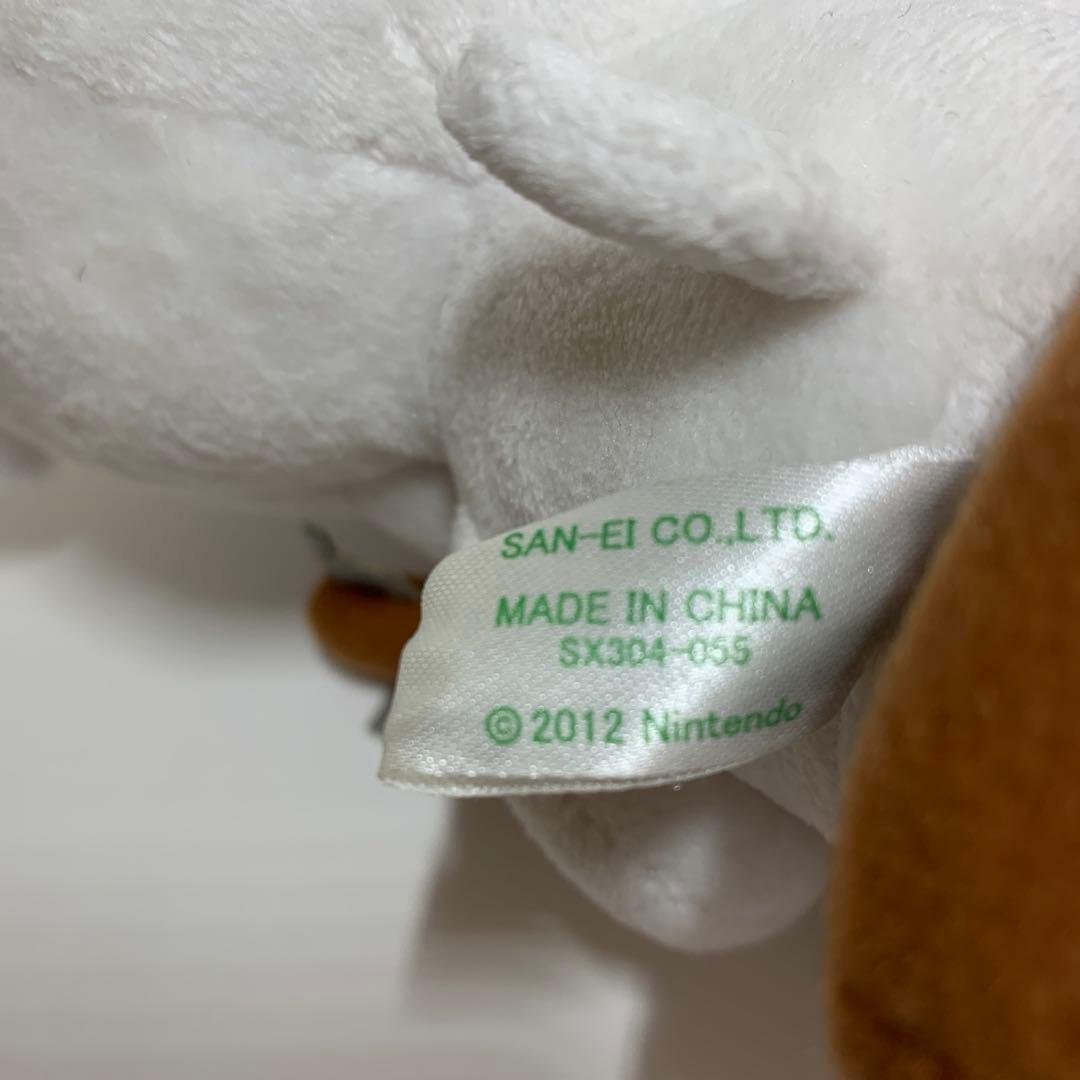 SAN-EI CO.,LTD.
MADE IN CHINA
SX304-055
© 2012 Nintendo